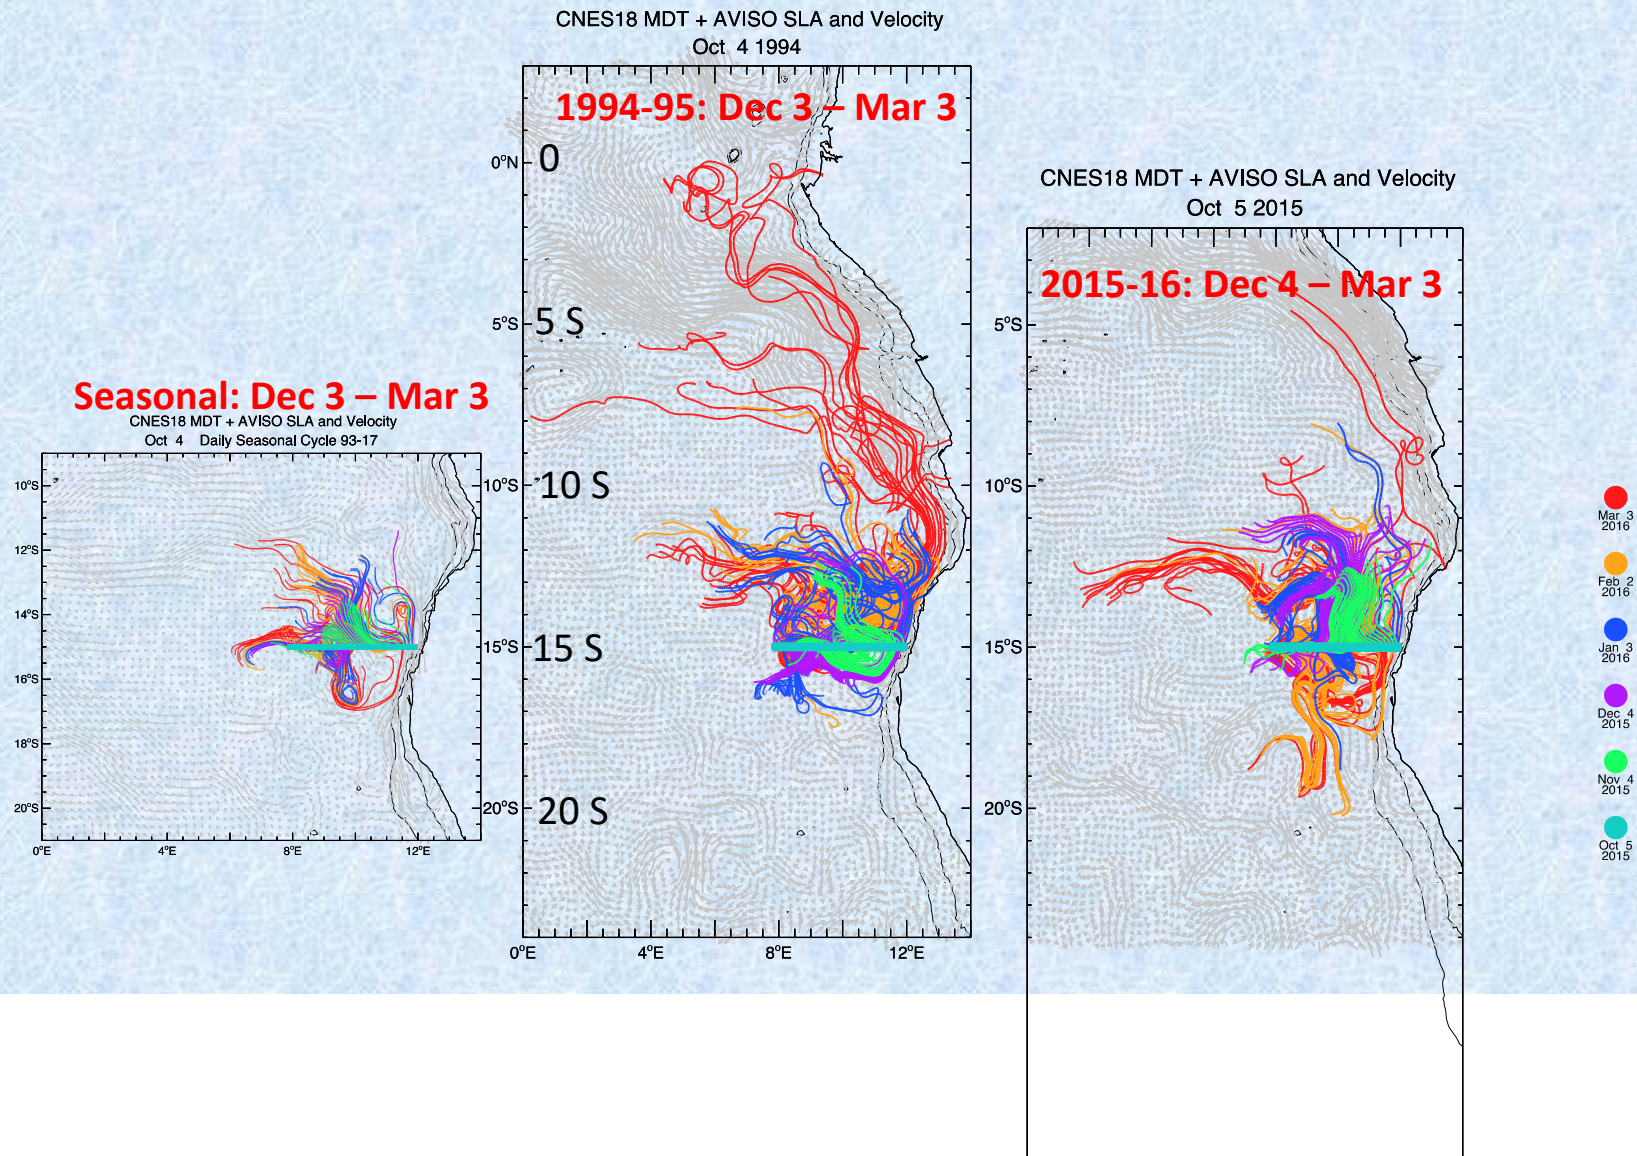 CNES18 MDT + AVISO SLA and Velocity
Oct 4 1994
1994-95: Dec 3 – Mar 3
0°N
0
5°S
5 S
10°S
10 S
15°S
15 S
20°S
20 S
0°E
4°E
8°E
12°E
CNES18 MDT + AVISO SLA and Velocity
Oct 5 2015
2015-16: Dec 4 – Mar 3
5°S
10°S
15°S
20°S
Seasonal: Dec 3 – Mar 3
CNES18 MDT + AVISO SLA and Velocity
Oct 4 Daily Seasonal Cycle 93-17
10°S
12°S
14°S
16°S
18°S
20°S
0°E
4°E
8°E
12°E
Mar 3
2016
Feb 2
2016
Jan 3
2016
Dec 4
2015
Nov 4
2015
Oct 5
2015